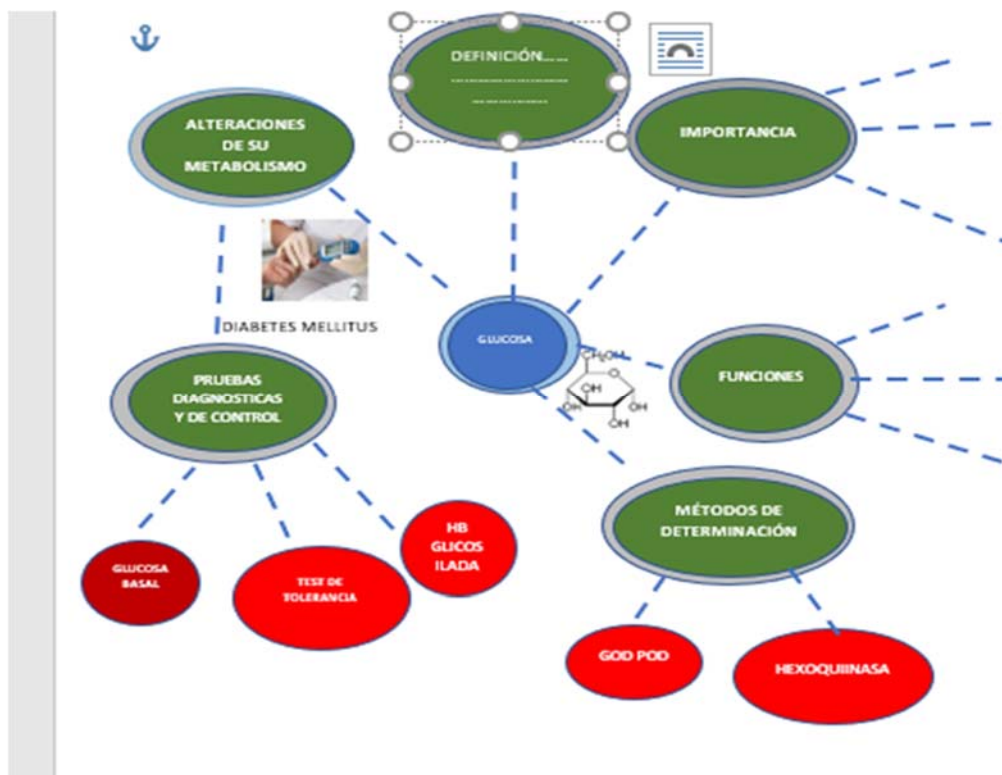 DEFINICIÓN......
........................
...............
ALTERACIONES
DE SU
METABOLISMO
IMPORTANCIA
DIABETES MELLITUS
GLUCOSA
CH₂OH
O
OH
OH
OH
OH
PRUEBAS
DIAGNOSTICAS
Y DE CONTROL
FUNCIONES
MÉTODOS DE
DETERMINACIÓN
HB
GLICOS
ILADA
GLUCOSA
BASAL
TEST DE
TOLERANCIA
GOD POD
HEXOQUIINASA